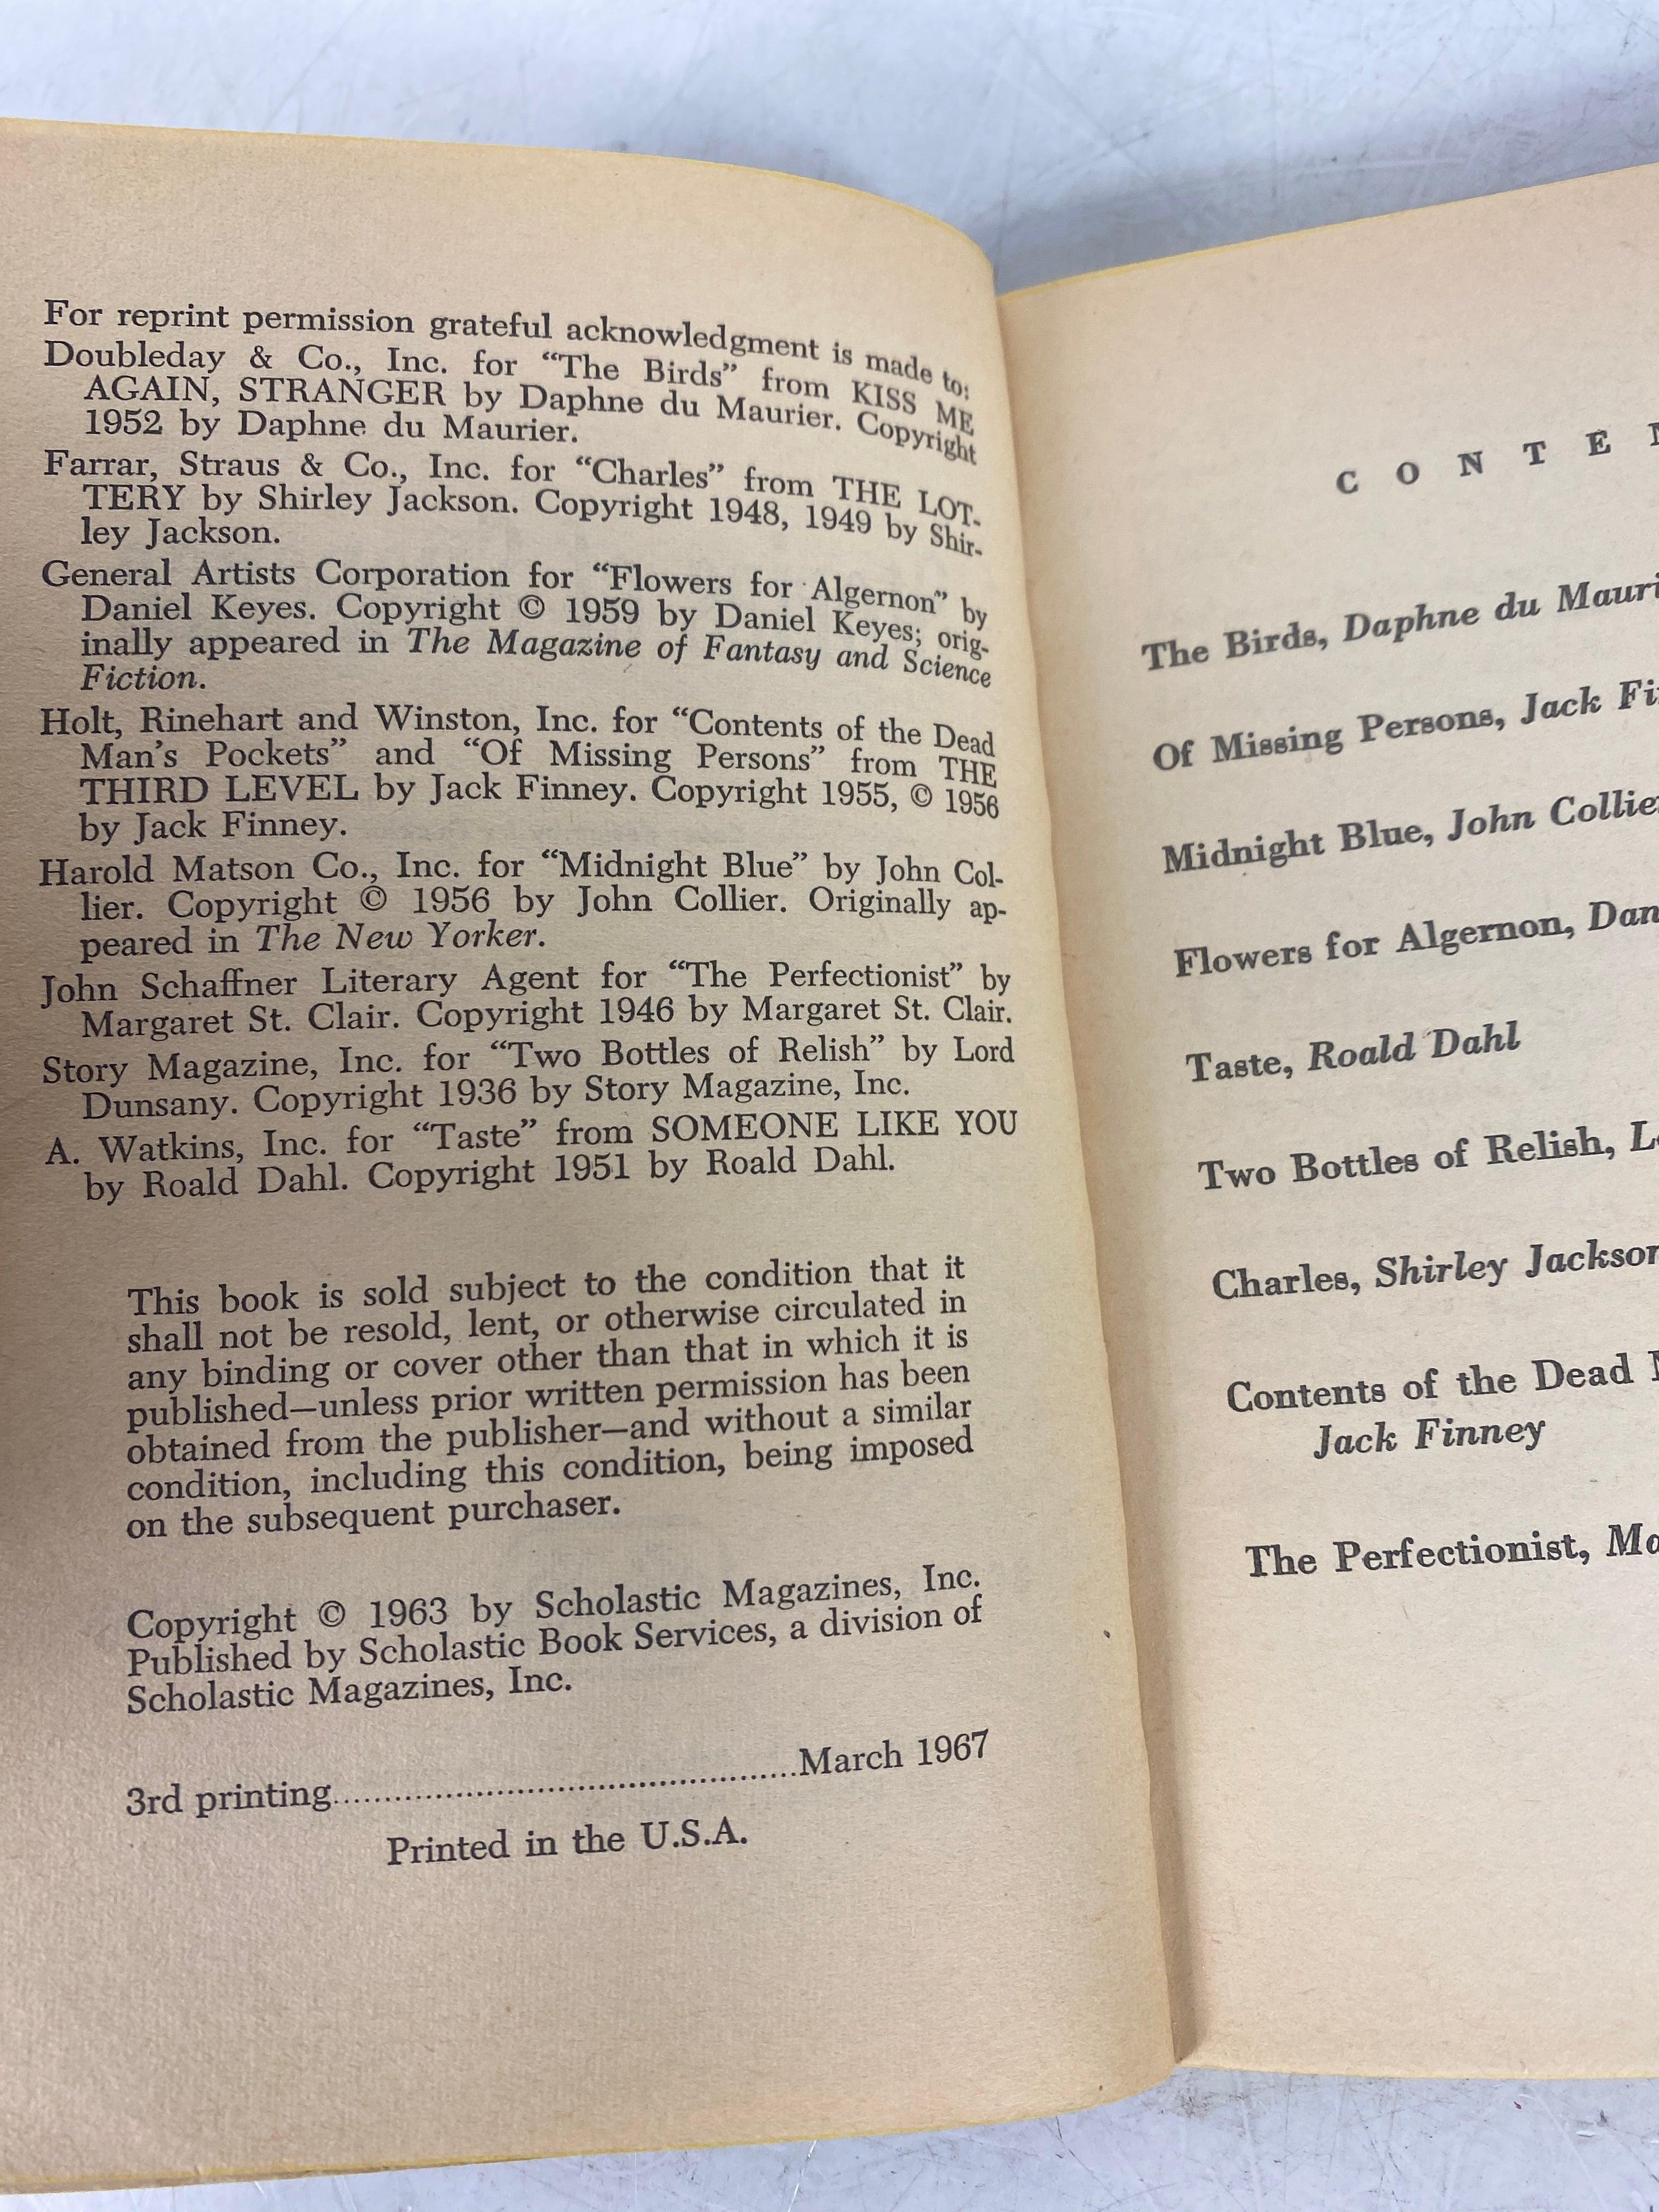 For reprint permission grateful acknowledgment is made to:
Doubleday & Co., Inc. for “The Birds” from KISS ME
AGAIN, STRANGER by Daphne du Maurier. Copyright
1952 by Daphne du Maurier.
Farrar, Straus & Co., Inc. for “Charles” from THE LOT-
TERY by Shirley Jackson. Copyright 1948, 1949 by Shir-
ley Jackson.
General Artists Corporation for “Flowers for Algernon” by
Daniel Keyes. Copyright © 1959 by Daniel Keyes; orig-
inally appeared in The Magazine of Fantasy and Science
Fiction.
Holt, Rinehart and Winston, Inc. for “Contents of the Dead
Man’s Pockets” and “Of Missing Persons” from THE
THIRD LEVEL by Jack Finney. Copyright 1955, © 1956
by Jack Finney.
Harold Matson Co., Inc. for “Midnight Blue” by John Col-
lier. Copyright © 1956 by John Collier. Originally ap-
peared in The New Yorker.
John Schaffner Literary Agent for “The Perfectionist” by
Margaret St. Clair. Copyright 1946 by Margaret St. Clair.
Story Magazine, Inc. for “Two Bottles of Relish” by Lord
Dunsany. Copyright 1936 by Story Magazine, Inc.
A. Watkins, Inc. for “Taste” from SOMEONE LIKE YOU
by Roald Dahl. Copyright 1951 by Roald Dahl.
This book is sold subject to the condition that it
shall not be resold, lent, or otherwise circulated in
any binding or cover other than that in which it is
published—unless prior written permission has been
obtained from the publisher—and without a similar
condition, including this condition, being imposed
on the subsequent purchaser.
Copyright © 1963 by Scholastic Magazines, Inc.
Published by Scholastic Book Services, a division of
Scholastic Magazines, Inc.
3rd printing..................................................March 1967
Printed in the U.S.A.
C O N T E
The Birds, Daphne du Mauri
Of Missing Persons, Jack Fi
Midnight Blue, John Collie
Flowers for Algernon, Dan
Taste, Roald Dahl
Two Bottles of Relish, L
Charles, Shirley Jackson
Contents of the Dead
Jack Finney
The Perfectionist, Ma